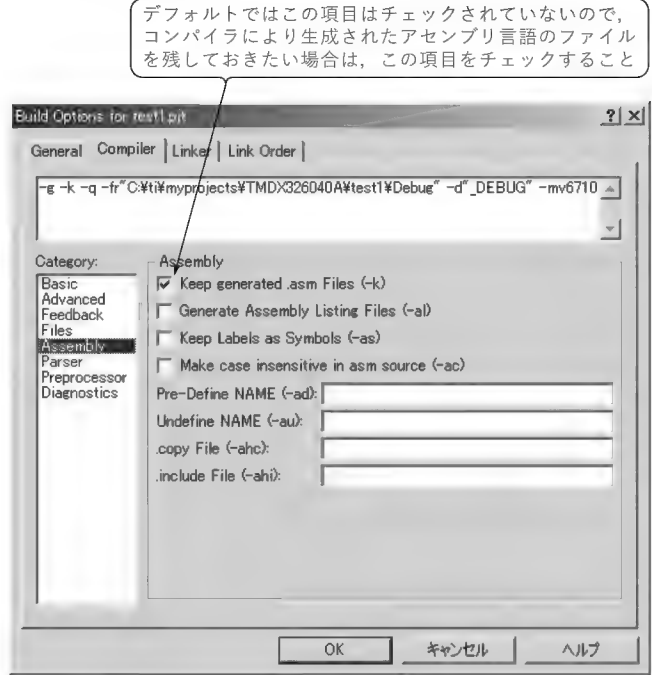 デフォルトではこの項目はチェックされていないので，
コンパイラにより生成されたアセンブリ言語のファイル
を残しておきたい場合は，この項目をチェックすること
Build Options for test1.pjt
General Compiler Linker Link Order
-g -k -q -fr"C:¥ti¥myprojects¥TMDX326040A¥test1¥Debug" -d"_DEBUG" -mv6710
Category:
Basic
Advanced
Feedback
Files
Assembly
Parser
Preprocessor
Diagnostics
Assembly
Keep generated .asm Files (-k)
Generate Assembly Listing Files (-al)
Keep Labels as Symbols (-as)
Make case insensitive in asm source (-ac)
Pre-Define NAME (-ad):
Undefine NAME (-au):
.copy File (-ahc):
.include File (-ahi):
OK キャンセル ヘルプ